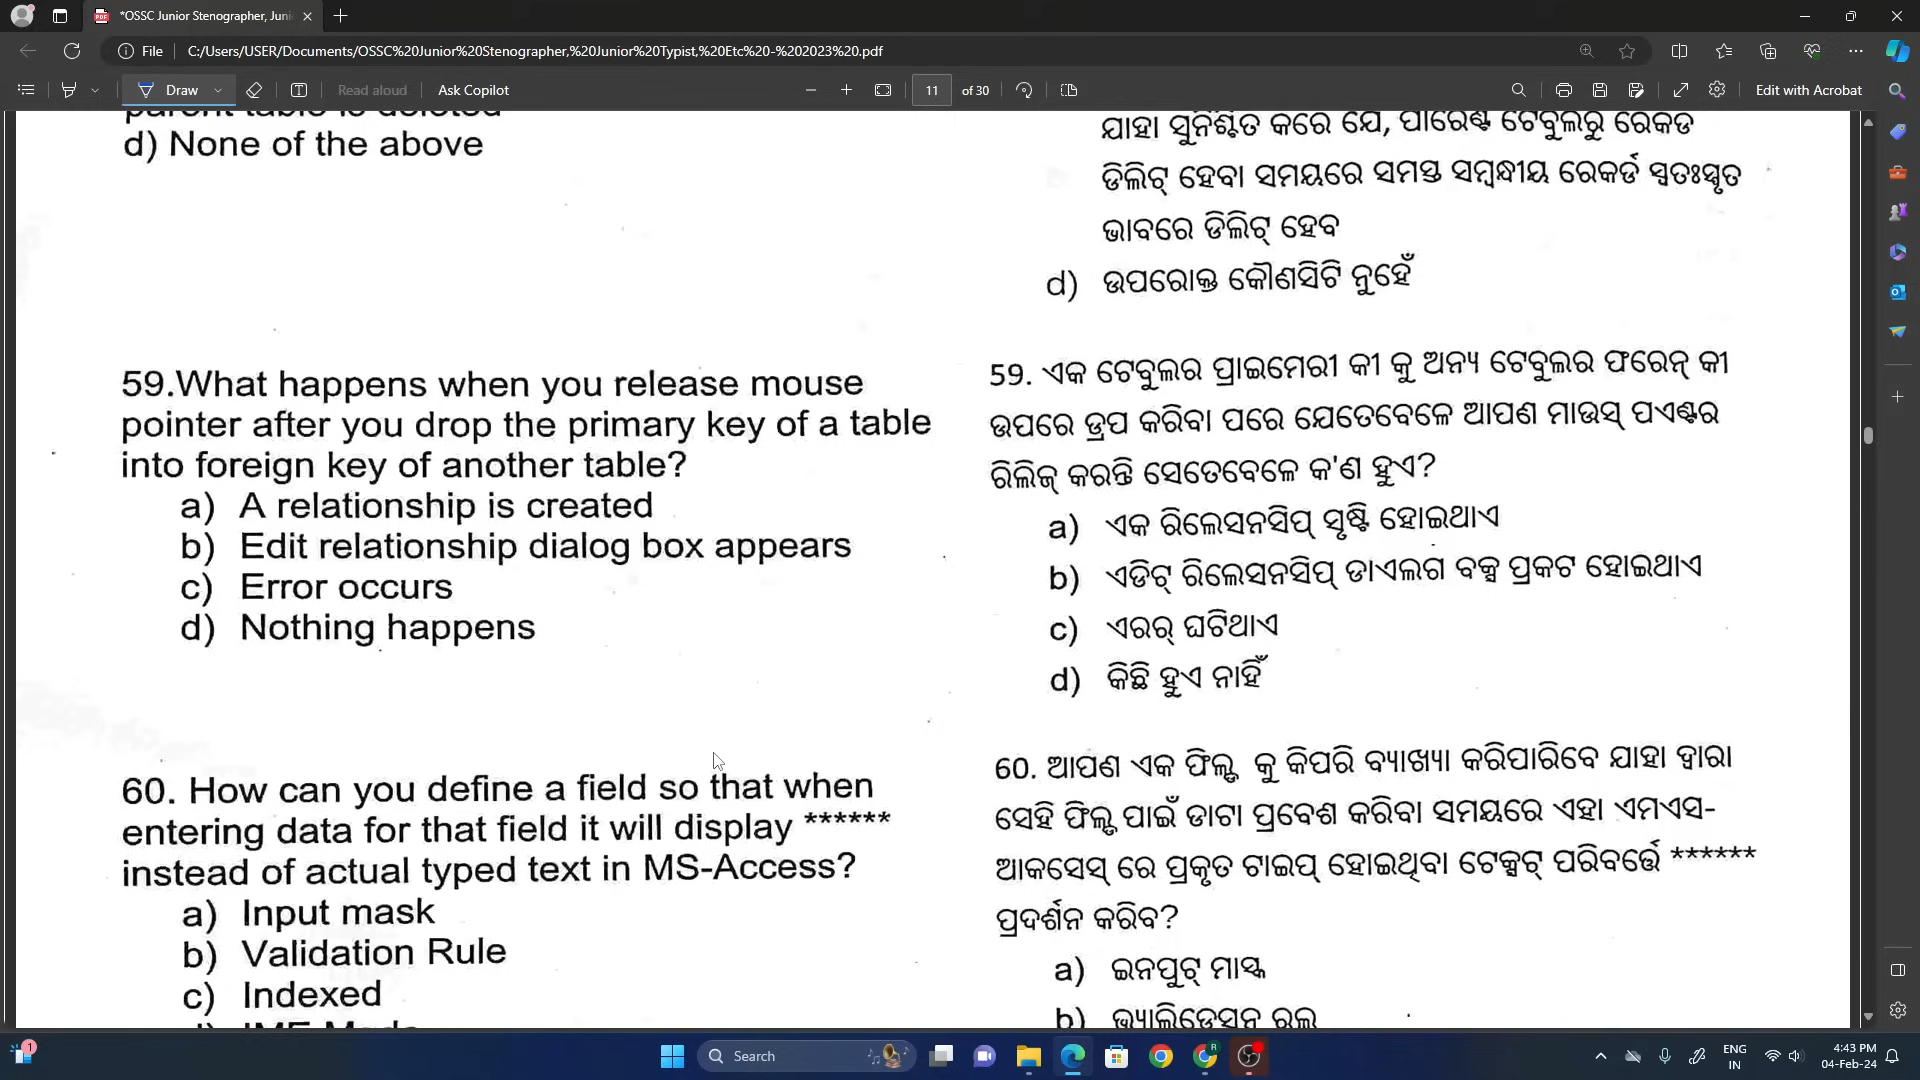 *OSSC Junior Stenographer, Juni
File
C:/Users/USER/Documents/OSSC%20Junior%20Stenographer,%20Junior%20Typist,%20Etc%20-%202023%20.pdf
Draw
Read aloud
Ask Copilot
11 of 30
Edit with Acrobat
parent table is deleted
d) None of the above
59.What happens when you release mouse
pointer after you drop the primary key of a table
into foreign key of another table?
a) A relationship is created
b) Edit relationship dialog box appears
c) Error occurs
d) Nothing happens
60. How can you define a field so that when
entering data for that field it will display ******
instead of actual typed text in MS-Access?
a) Input mask
b) Validation Rule
c) Indexed
d) IME Mode
ଯାହା ସୁନିଶ୍ଚିତ କରେ ଯେ, ପାରେଣ୍ଟ ଟେବୁଲରୁ ରେକର୍ଡ
ଡିଲିଟ୍ ହେବା ସମୟରେ ସମସ୍ତ ସମ୍ବନ୍ଧୀୟ ରେକର୍ଡ ସ୍ୱତଃସ୍ପୃତ
ଭାବରେ ଡିଲିଟ୍ ହେବ
d) ଉପରୋକ୍ତ କୌଣସିଟି ନୁହେଁ
59. ଏକ ଟେବୁଲର ପ୍ରାଇମେରୀ କୀ କୁ ଅନ୍ୟ ଟେବୁଲର ଫରେନ୍ କୀ
ଉପରେ ଡ୍ରପ କରିବା ପରେ ଯେତେବେଳେ ଆପଣ ମାଉସ୍ ପଏଣ୍ଟର
ରିଲିଜ୍ କରନ୍ତି ସେତେବେଳେ କ'ଣ ହୁଏ?
a) ଏକ ରିଲେସନସିପ୍ ସୃଷ୍ଟି ହୋଇଥାଏ
b) ଏଡିଟ୍ ରିଲେସନସିପ୍ ଡାଏଲଗ ବକ୍ସ ପ୍ରକଟ ହୋଇଥାଏ
c) ଏରର୍ ଘଟିଥାଏ
d) କିଛି ହୁଏ ନାହିଁ
60. ଆପଣ ଏକ ଫିଲ୍ଡ କୁ କିପରି ବ୍ୟାଖ୍ୟା କରିପାରିବେ ଯାହା ଦ୍ୱାରା
ସେହି ଫିଲ୍ଡ ପାଇଁ ଡାଟା ପ୍ରବେଶ କରିବା ସମୟରେ ଏହା ଏମଏସ-
ଆକସେସ୍ ରେ ପ୍ରକୃତ ଟାଇପ୍ ହୋଇଥିବା ଟେକ୍ସଟ୍ ପରିବର୍ତ୍ତେ ******
ପ୍ରଦର୍ଶନ କରିବ?
a) ଇନପୁଟ୍ ମାସ୍କ
b) ଭ୍ୟାଲିଡେସନ ରୁଲ
1
Search
ENG
IN
4:43 PM
04-Feb-24